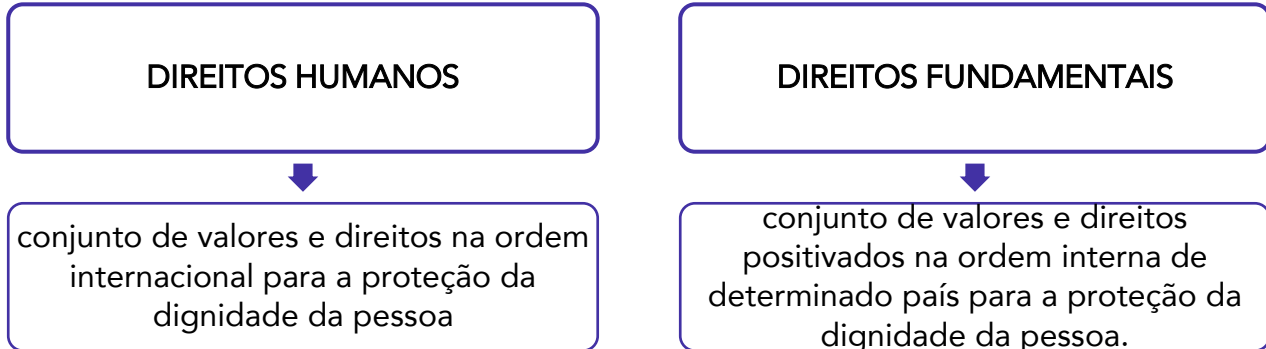 DIREITOS HUMANOS
conjunto de valores e direitos na ordem
internacional para a proteção da
dignidade da pessoa
DIREITOS FUNDAMENTAIS
conjunto de valores e direitos
positivados na ordem interna de
determinado país para a proteção da
dignidade da pessoa.